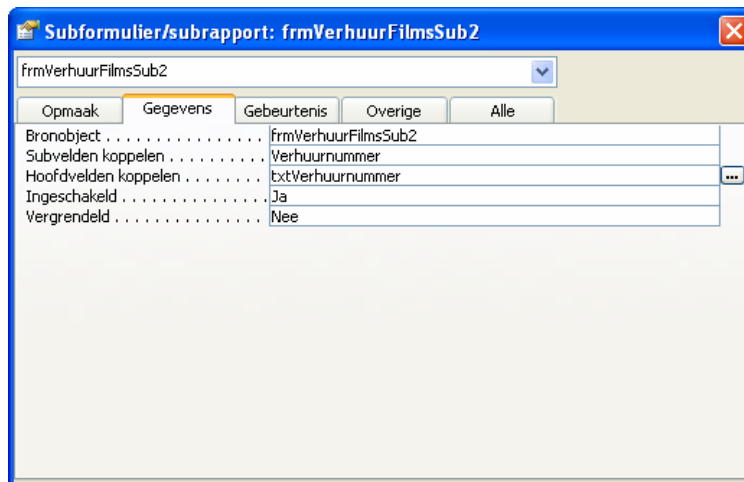 Subformulier/subrapport: frmVerhuurFilmsSub2
frmVerhuurFilmsSub2
Opmaak Gegevens Gebeurtenis Overige Alle
Bronobject . . . . . . . . . . . . . . . . frmVerhuurFilmsSub2
Subvelden koppelen . . . . . . . . . . Verhuurnummer
Hoofdvelden koppelen . . . . . . . . txtVerhuurnummer ...
Ingeschakeld . . . . . . . . . . . . . . . Ja
Vergrendeld . . . . . . . . . . . . . . . Nee